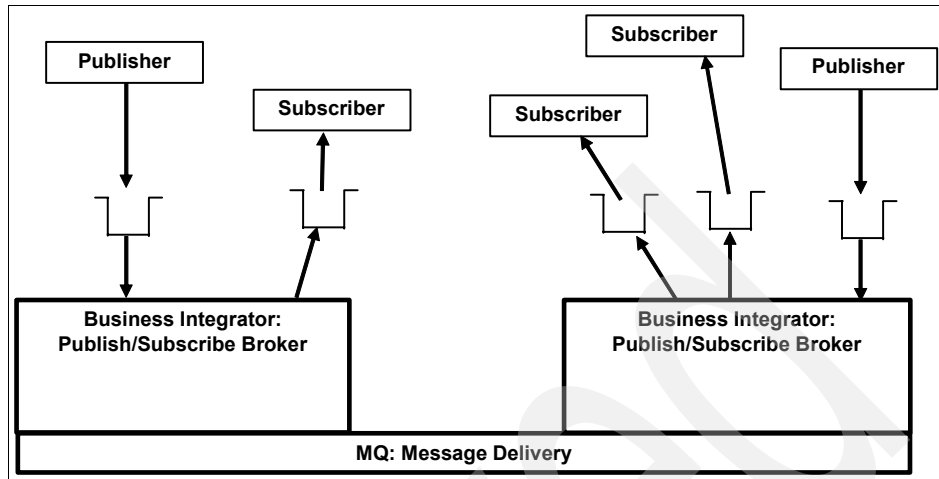 Publisher
Subscriber
Subscriber
Subscriber
Publisher
Business Integrator:
Publish/Subscribe Broker
Business Integrator:
Publish/Subscribe Broker
MQ: Message Delivery